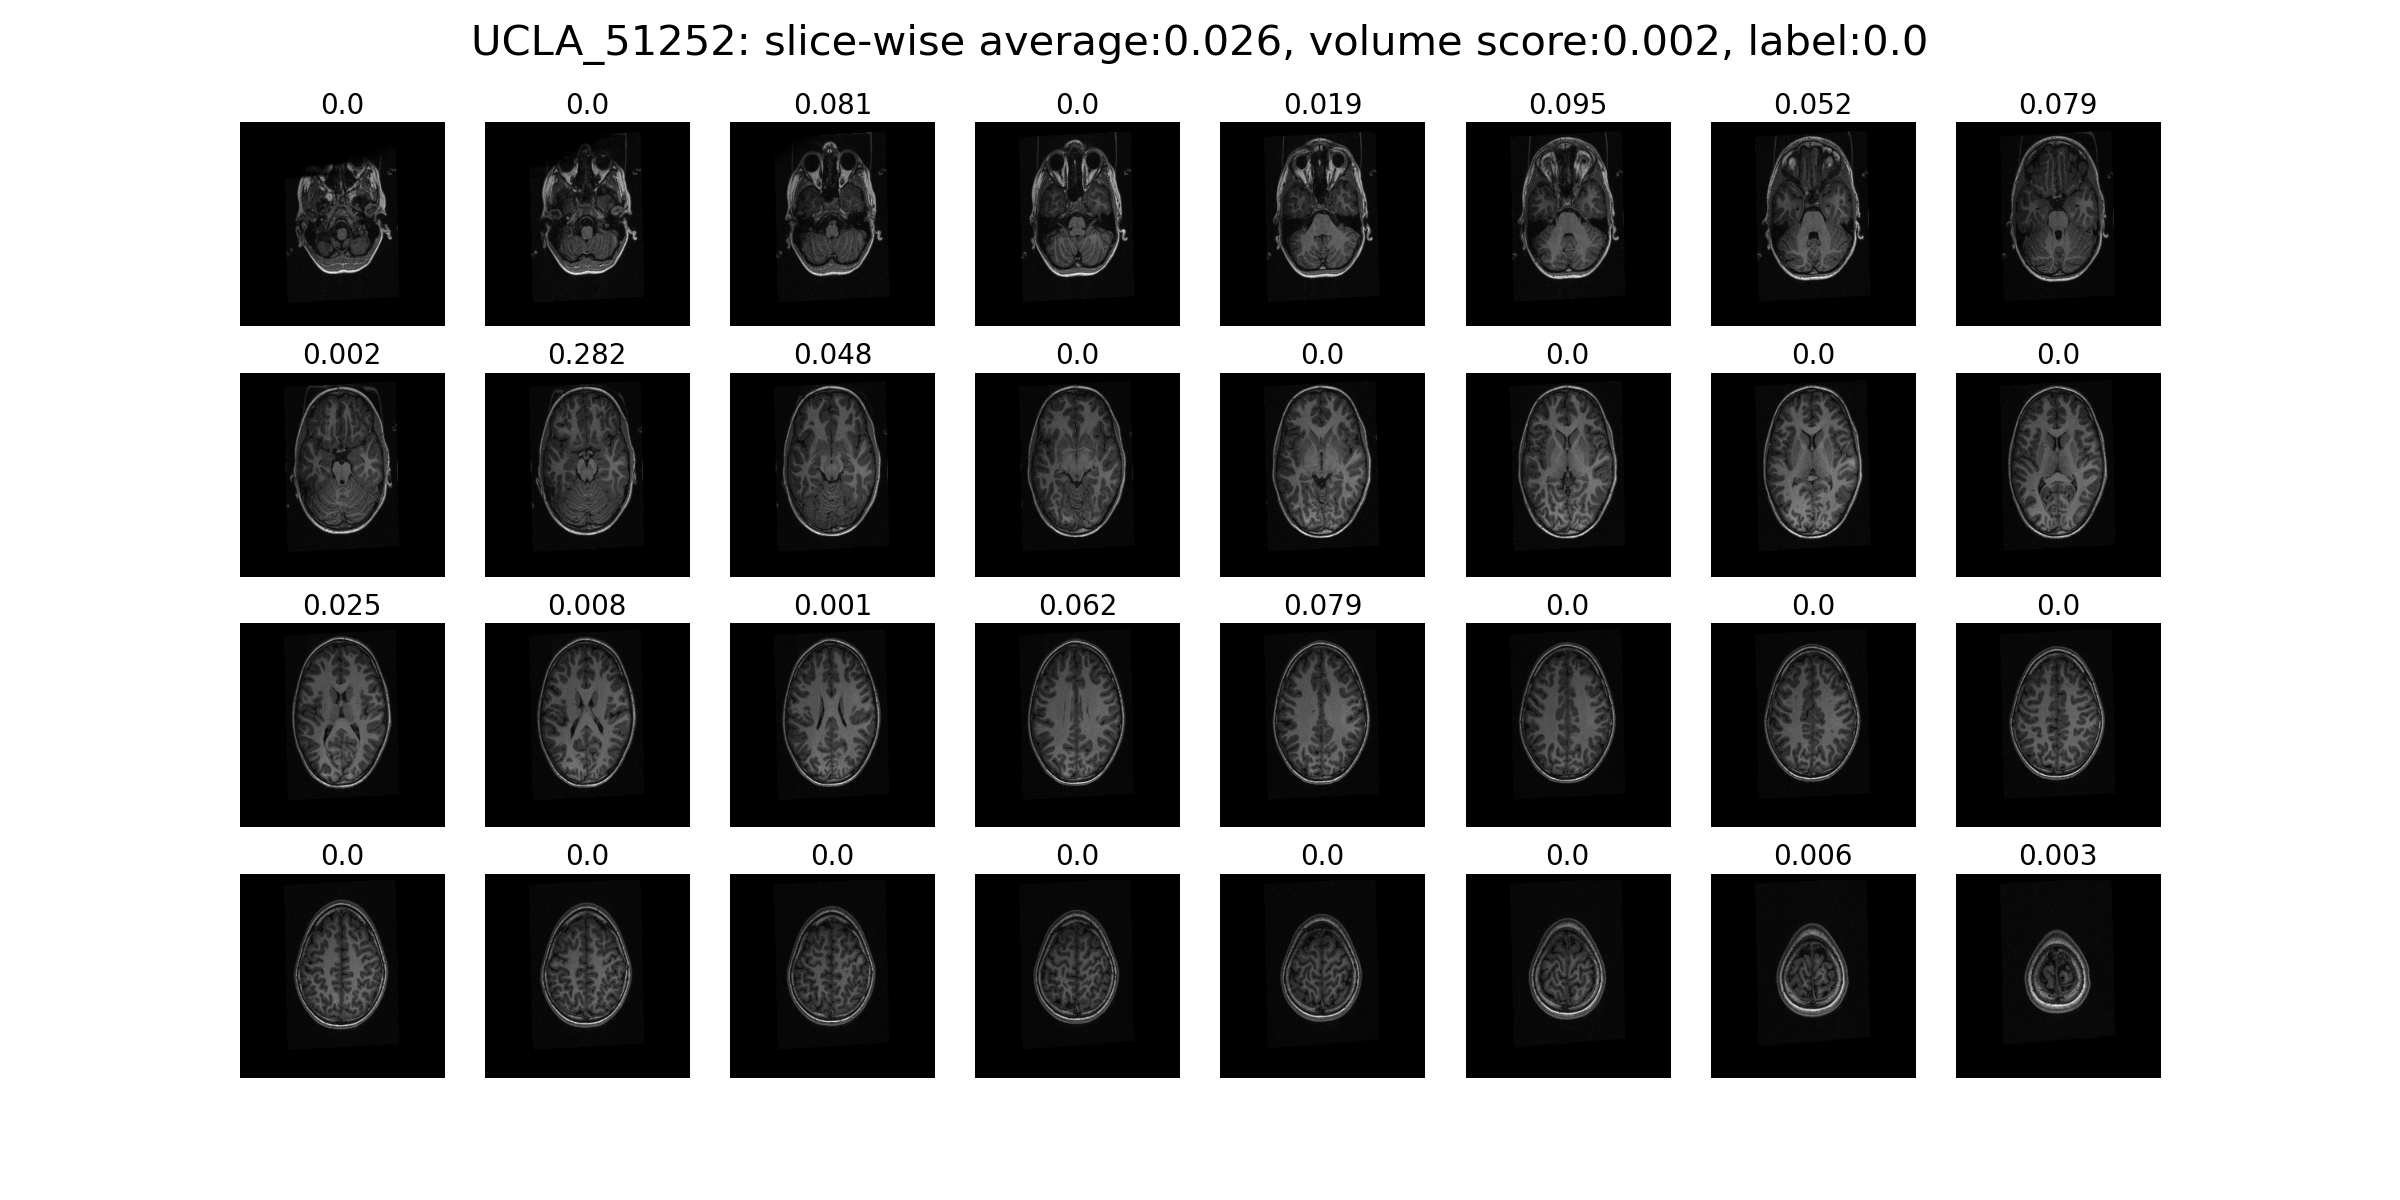 UCLA_51252: slice-wise average:0.026, volume score:0.002, label:0.0
0.0 0.0 0.081 0.0 0.019 0.095 0.052 0.079
0.002 0.282 0.048 0.0 0.0 0.0 0.0 0.0
0.025 0.008 0.001 0.062 0.079 0.0 0.0 0.0
0.0 0.0 0.0 0.0 0.0 0.0 0.006 0.003